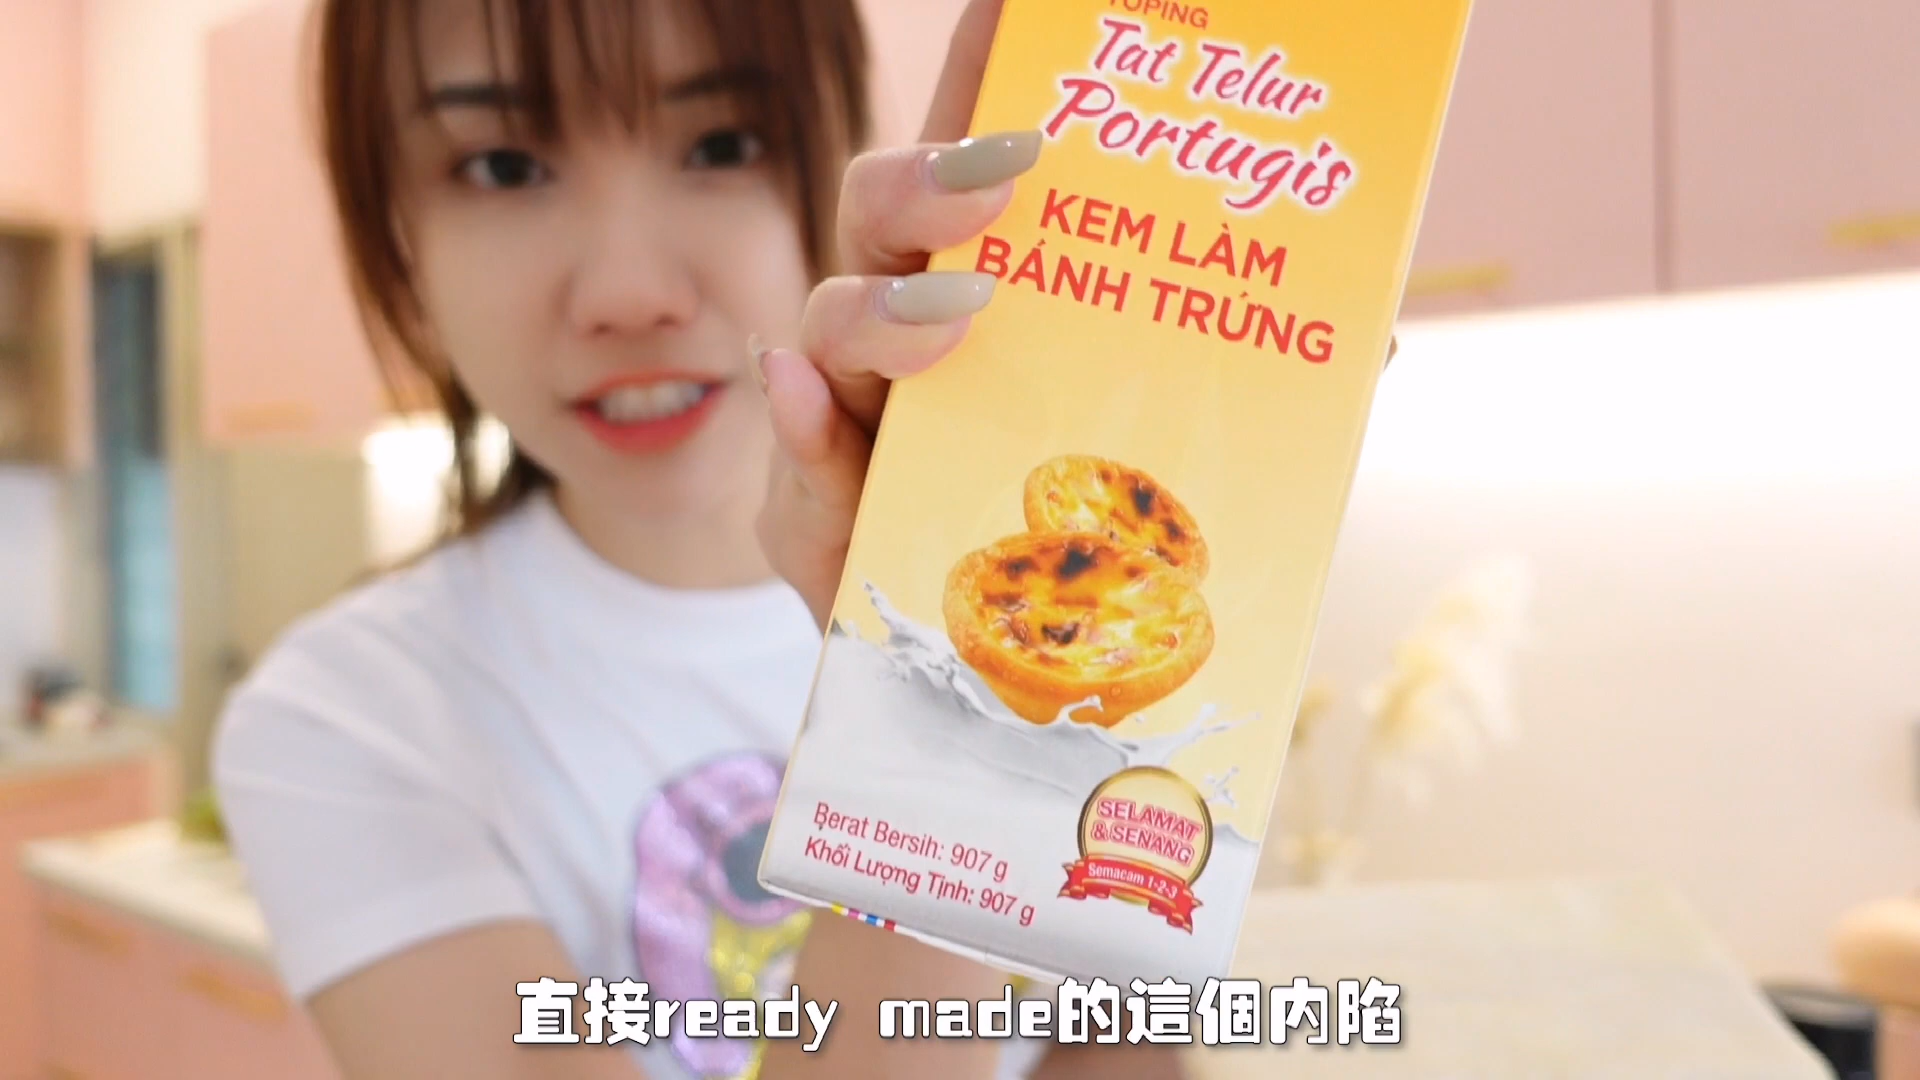 TOPING
Tat Telur
Portugis
KEM LÀM
BÁNH TRỨNG
SELAMAT
& SENANG
Semacam 1-2-3
Berat Bersih: 907 g
Khối Lượng Tịnh: 907 g
直接ready made的這個内陷